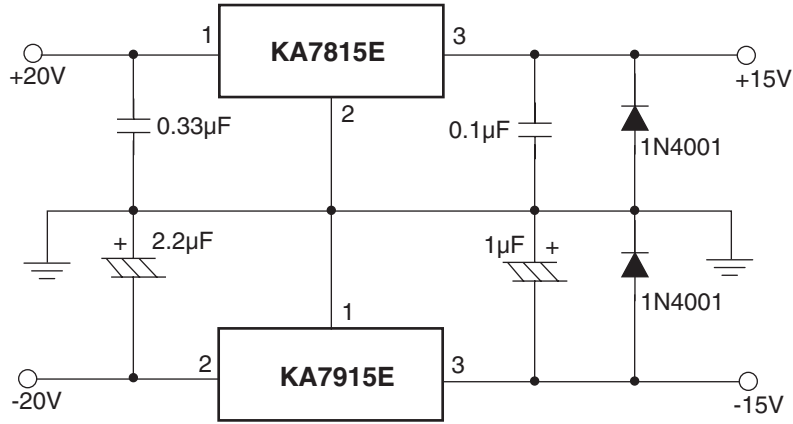 1
KA7815E
3
+20V
+15V
2
0.33µF
0.1µF
1N4001
+ 2.2µF
1µF +
1N4001
1
2
KA7915E
3
-20V
-15V